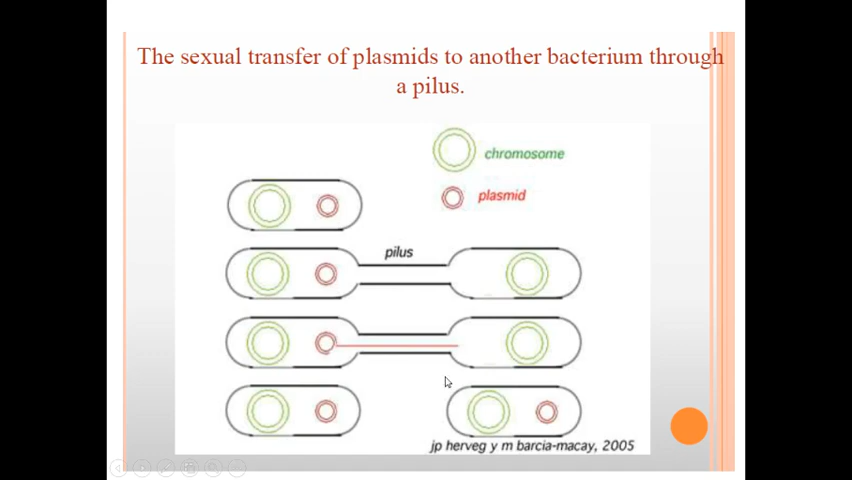 The sexual transfer of plasmids to another bacterium through
a pilus.
chromosome
plasmid
pilus
jp herveg y m barcia-macay, 2005